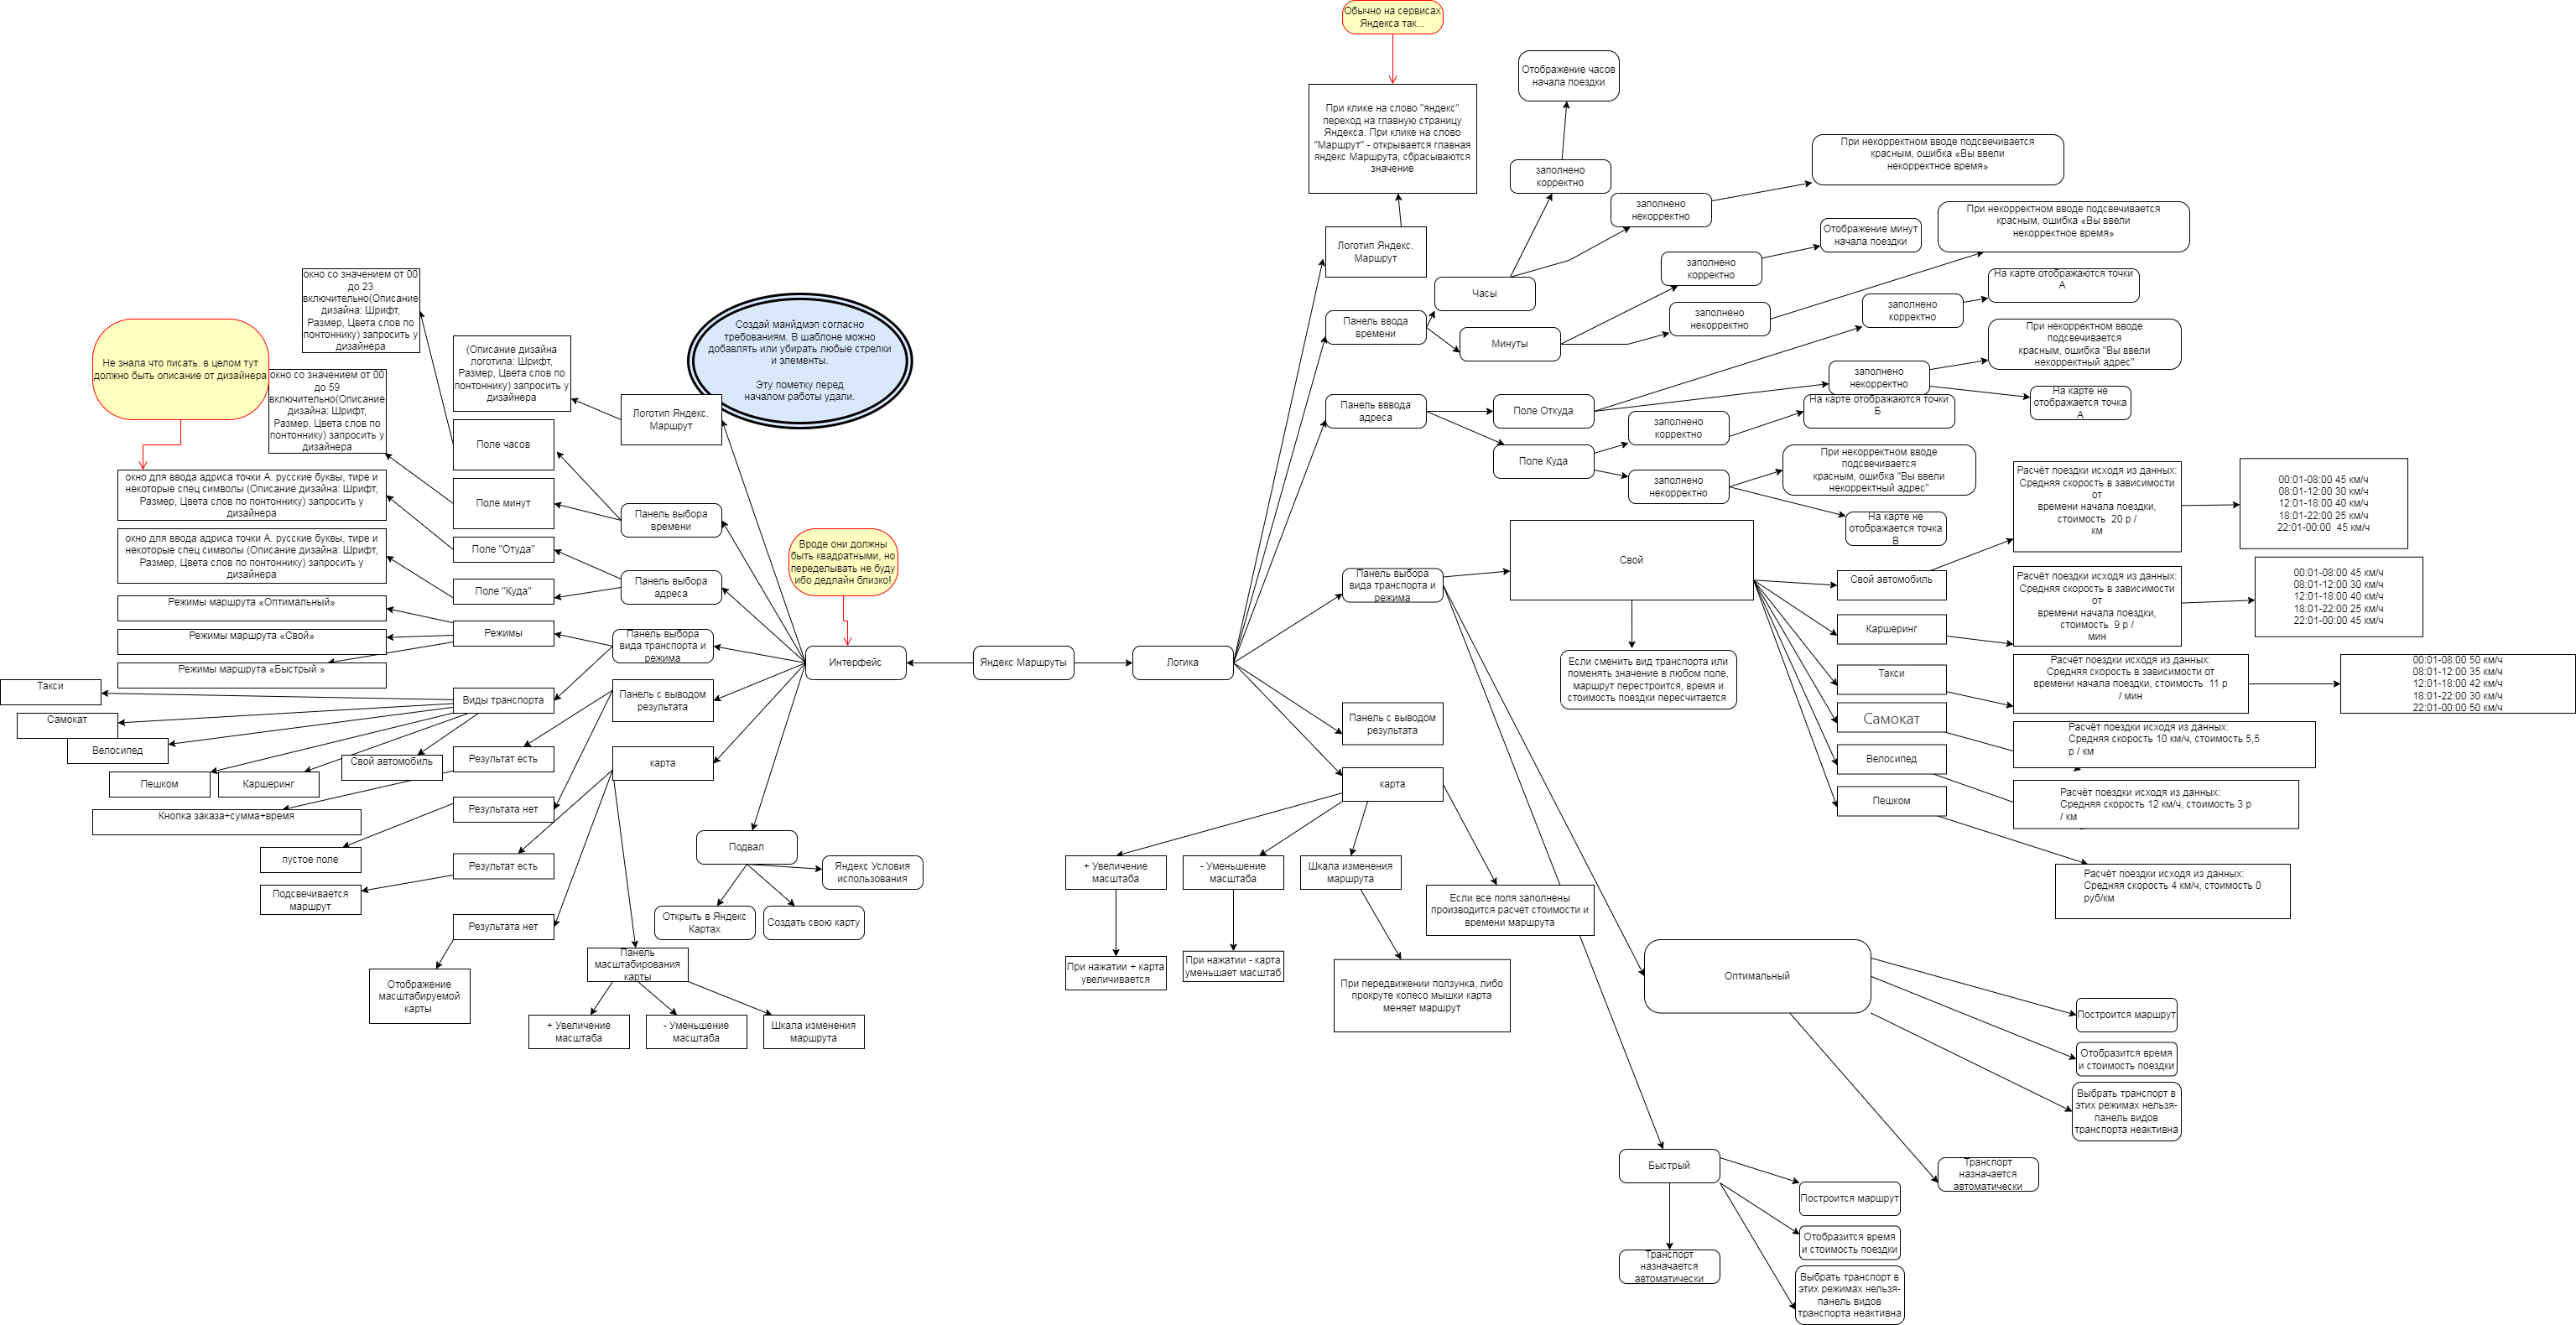 Обычно на сервисах
Яндекса так...
При клике на слово "яндекс"
переход на главную страницу
Яндекса. При клике на слово
"Маршрут" - открывается главная
яндекс Маршрута, сбрасываются
значение
Логотип Яндекс.
Маршрут
Отображение часов
начала поездки
заполнено
корректно
заполнено
некорректно
При некорректном вводе подсвечивается
красным, ошибка «Вы ввели
некорректное время»
Часы
Панель ввода
времени
Минуты
заполнено
корректно
Отображение минут
начала поездки
заполнено
некорректно
При некорректном вводе подсвечивается
красным, ошибка «Вы ввели
некорректное время»
Панель вввода
адреса
Поле Откуда
заполнено
корректно
На карте отображаются точки
А
заполнено
некорректно
При некорректном вводе
подсвечивается
красным, ошибка "Вы ввели
некорректный адрес"
На карте не
отображается точка
А
Поле Куда
заполнено
корректно
На карте отображаются точки
Б
заполнено
некорректно
При некорректном вводе
подсвечивается
красным, ошибка "Вы ввели
некорректный адрес"
На карте не
отображается точка
В
Создай манйдмэп согласно
требованиям. В шаблоне можно
добавлять или убирать любые стрелки
и элементы.
Эту пометку перед
началом работы удали.
окно со значением от 00
до 23
включительно(Описание
дизайна: Шрифт,
Размер, Цвета слов по
понтоннику) запросить у
дизайнера
Не знала что писать. в целом тут
должно быть описание от дизайнера
окно со значением от 00
до 59
включительно(Описание
дизайна: Шрифт,
Размер, Цвета слов по
понтоннику) запросить у
дизайнера
(Описание дизайна
логотипа: Шрифт,
Размер, Цвета слов по
понтоннику) запросить у
дизайнера
Логотип Яндекс.
Маршрут
Поле часов
Поле минут
Панель выбора
времени
окно для ввода адриса точки А. русские буквы, тире и
некоторые спец символы (Описание дизайна: Шрифт,
Размер, Цвета слов по понтоннику) запросить у
дизайнера
Поле "Отуда"
окно для ввода адриса точки А. русские буквы, тире и
некоторые спец символы (Описание дизайна: Шрифт,
Размер, Цвета слов по понтоннику) запросить у
дизайнера
Поле "Куда"
Панель выбора
адреса
Вроде они должны
быть квадратными, но
переделывать не буду
ибо дедлайн близко!
Режимы маршрута «Оптимальный»
Режимы маршрута «Свой»
Режимы маршрута «Быстрый »
Режимы
Панель выбора
вида транспорта и
режима
Интерфейс
Яндекс Маршруты
Логика
Такси
Самокат
Велосипед
Пешком
Каршеринг
Свой автомобиль
Виды транспорта
Панель с выводом
результата
Результат есть
Кнопка заказа+сумма+время
Результата нет
пустое поле
карта
Результат есть
Подсвечивается
маршрут
Результата нет
Отображение
масштабируемой
карты
Панель
масштабирования
карты
+ Увеличение
масштаба
- Уменьшение
масштаба
Шкала изменения
маршрута
Подвал
Яндекс Условия
использования
Открыть в Яндекс
Картах
Создать свою карту
Панель выбора
вида транспорта и
режима
Свой
Если сменить вид транспорта или
поменять значение в любом поле,
маршрут перестроится, время и
стоимость поездки пересчитается
Свой автомобиль
Расчёт поездки исходя из данных:
Средняя скорость в зависимости
от
времени начала поездки,
стоимость 20 р /
км
00:01-08:00 45 км/ч
08:01-12:00 30 км/ч
12:01-18:00 40 км/ч
18:01-22:00 25 км/ч
22:01-00:00 45 км/ч
Каршеринг
Расчёт поездки исходя из данных:
Средняя скорость в зависимости
от
времени начала поездки,
стоимость 9 р /
мин
00:01-08:00 45 км/ч
08:01-12:00 30 км/ч
12:01-18:00 40 км/ч
18:01-22:00 25 км/ч
22:01-00:00 45 км/ч
Такси
Расчёт поездки исходя из данных:
Средняя скорость в зависимости от
времени начала поездки, стоимость 11 р
/ мин
00:01-08:00 50 км/ч
08:01-12:00 35 км/ч
12:01-18:00 42 км/ч
18:01-22:00 30 км/ч
22:01-00:00 50 км/ч
Самокат
Расчёт поездки исходя из данных:
Средняя скорость 10 км/ч, стоимость 5,5
р / км
Велосипед
Расчёт поездки исходя из данных:
Средняя скорость 12 км/ч, стоимость 3 р
/ км
Пешком
Расчёт поездки исходя из данных:
Средняя скорость 4 км/ч, стоимость 0
руб/км
Панель с выводом
результата
карта
+ Увеличение
масштаба
При нажатии + карта
увеличивается
- Уменьшение
масштаба
При нажатии - карта
уменьшает масштаб
Шкала изменения
маршрута
При передвижении ползунка, либо
прокруте колесо мышки карта
меняет маршрут
Если все поля заполнены
производится расчет стоимости и
времени маршрута
Оптимальный
Построится маршрут
Отобразится время
и стоимость поездки
Выбрать транспорт в
этих режимах нельзя-
панель видов
транспорта неактивна
Транспорт
назначается
автоматически
Быстрый
Построится маршрут
Отобразится время
и стоимость поездки
Выбрать транспорт в
этих режимах нельзя-
панель видов
транспорта неактивна
Транспорт
назначается
автоматически